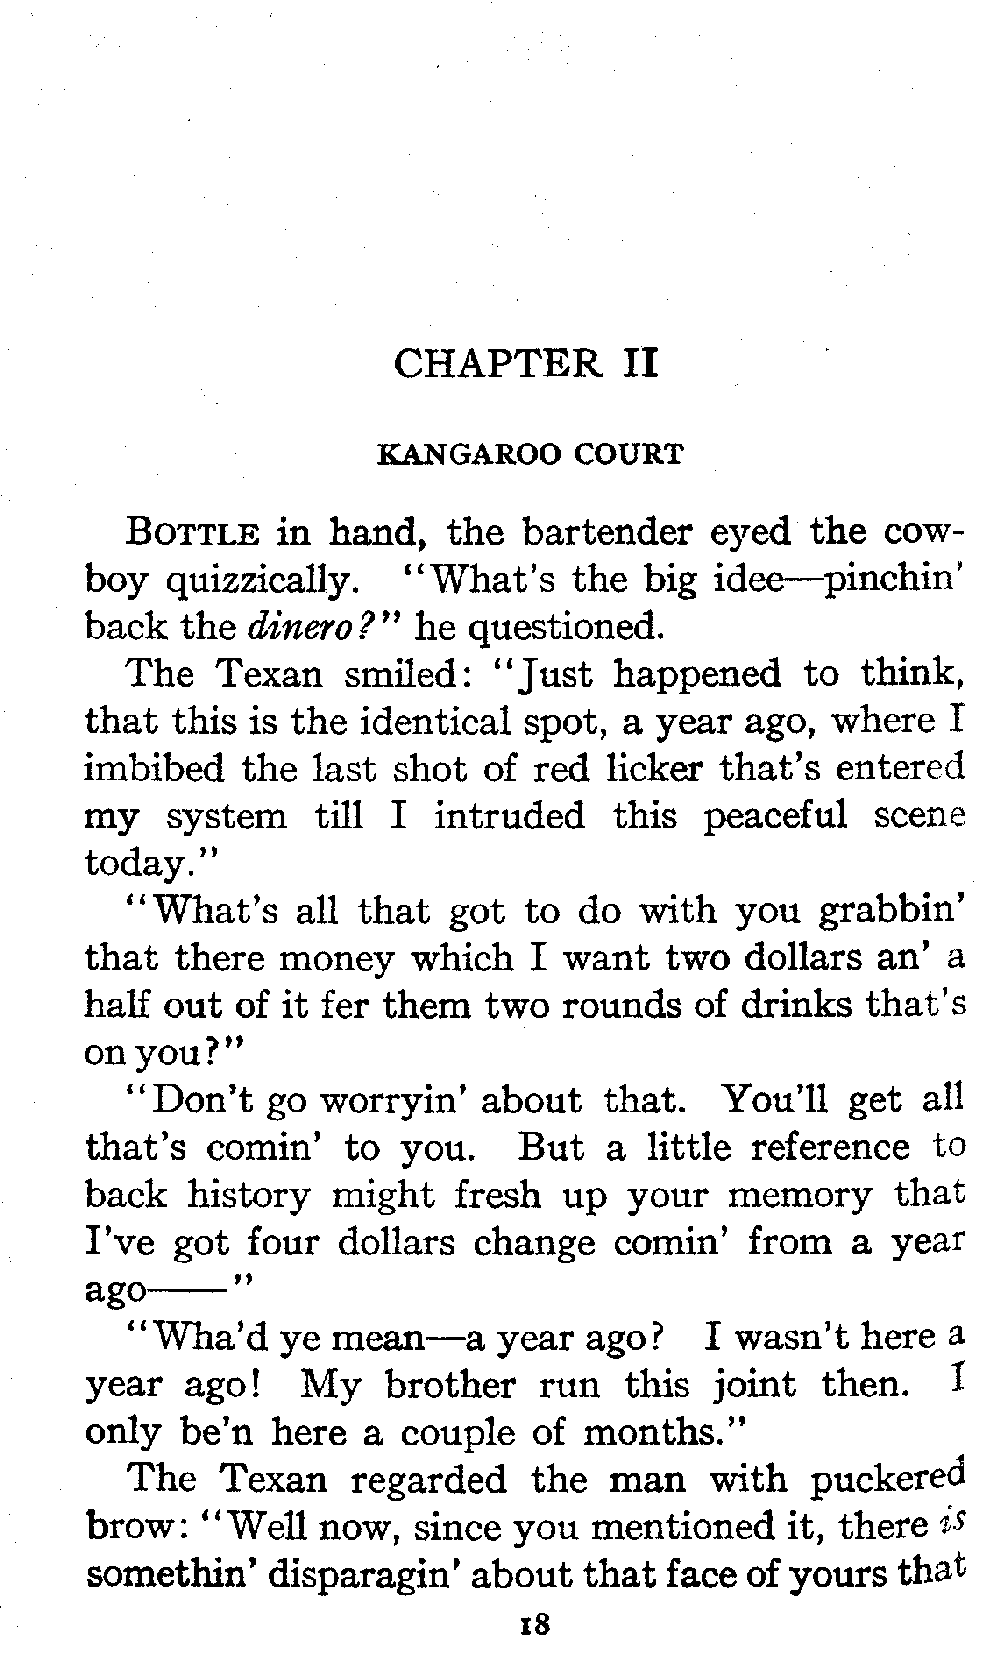 CHAPTER II
KANGAROO COURT
BOTTLE in hand, the bartender eyed the cow-
boy quizzically. "What's the big idee—pinchin'
back the dinero?" he questioned.
The Texan smiled: "Just happened to think,
that this is the identical spot, a year ago, where I
imbibed the last shot of red licker that's entered
my system till I intruded this peaceful scene
today."
"What's all that got to do with you grabbin'
that there money which I want two dollars an' a
half out of it fer them two rounds of drinks that's
on you?"
"Don't go worryin' about that. You'll get all
that's comin' to you. But a little reference to
back history might fresh up your memory that
I've got four dollars change comin' from a year
ago——"
"Wha'd ye mean—a year ago? I wasn't here a
year ago! My brother run this joint then. I
only be'n here a couple of months."
The Texan regarded the man with puckered
brow: "Well now, since you mentioned it, there is
somethin' disparagin' about that face of yours that
18